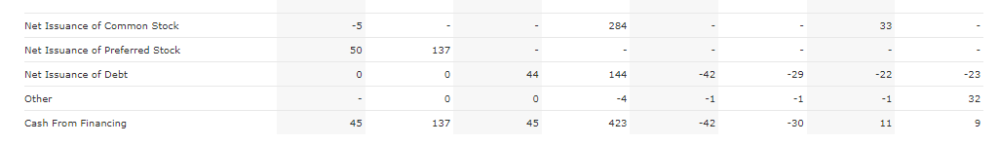 Net Issuance of Common Stock -5 - - 284 - - 33 -
Net Issuance of Preferred Stock 50 137 - - - - - -
Net Issuance of Debt 0 0 44 144 -42 -29 -22 -23
Other - 0 0 -4 -1 -1 -1 32
Cash From Financing 45 137 45 423 -42 -30 11 9